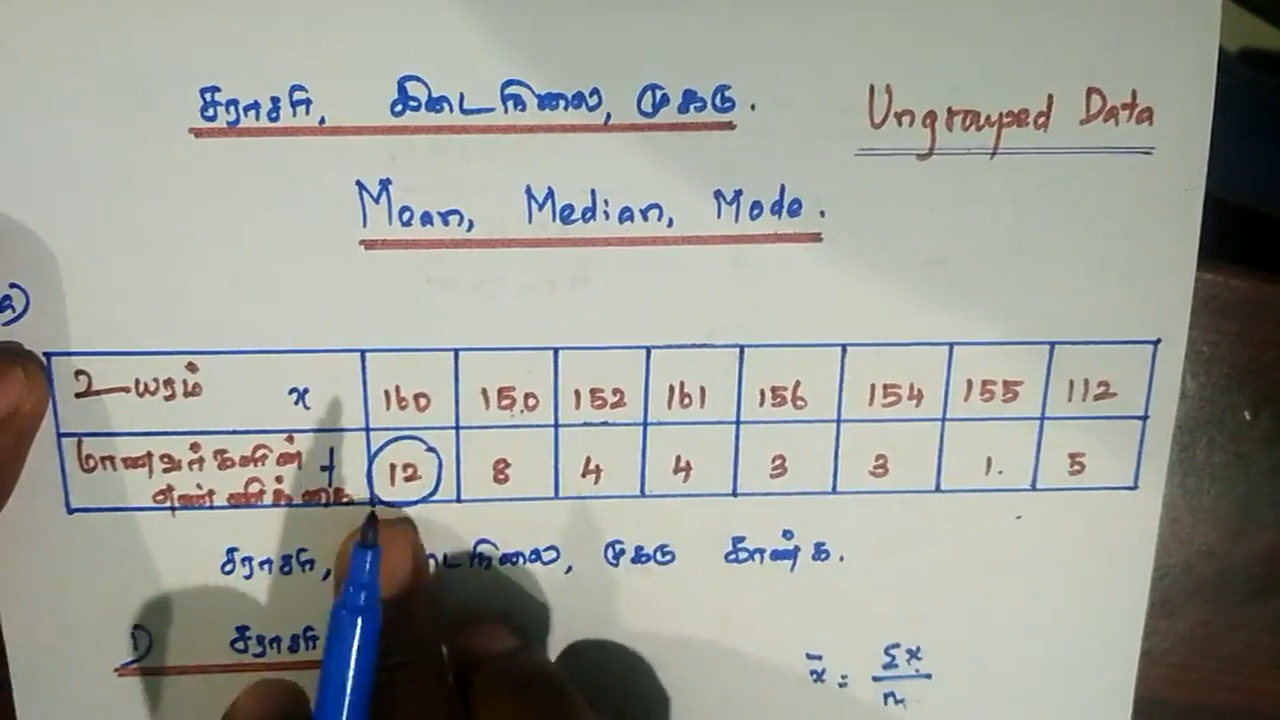 சராசரி, இடைநிலை, முகடு. Ungrouped Data
Mean, Median, Mode.
உயரம் x 160 150 152 161 156 154 155 112
மாணவர்களின் f 12 8 4 4 3 3 1. 5
எண்ணிக்கை
சராசரி, டைநிலை, முகடு காண்க.
1) சராசரி x̄ = Σx/n